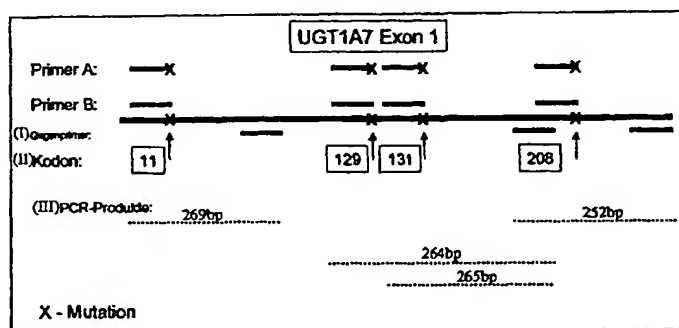 UGT1A7 Exon 1
Primer A:
Primer B:
(I)Gegenprimer:
(II)Kodon: 11 129 131 208
(III)PCR-Produkte:
269bp 252bp
264bp
265bp
X - Mutation